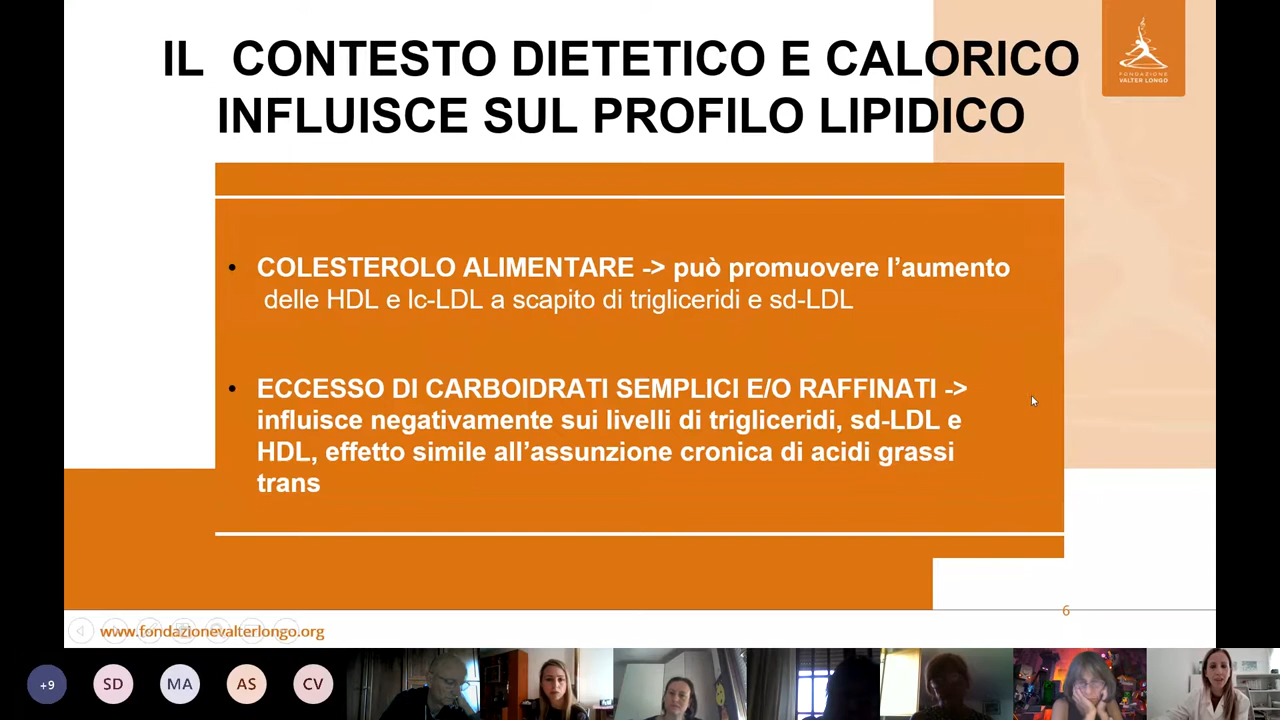 IL CONTESTO DIETETICO E CALORICO
INFLUISCE SUL PROFILO LIPIDICO
FONDAZIONE
VALTER LONGO
• COLESTEROLO ALIMENTARE -> può promuovere l'aumento
delle HDL e lc-LDL a scapito di trigliceridi e sd-LDL
• ECCESSO DI CARBOIDRATI SEMPLICI E/O RAFFINATI ->
influisce negativamente sui livelli di trigliceridi, sd-LDL e
HDL, effetto simile all'assunzione cronica di acidi grassi
trans
6
www.fondazionevalterlongo.org
+9 SD MA AS CV